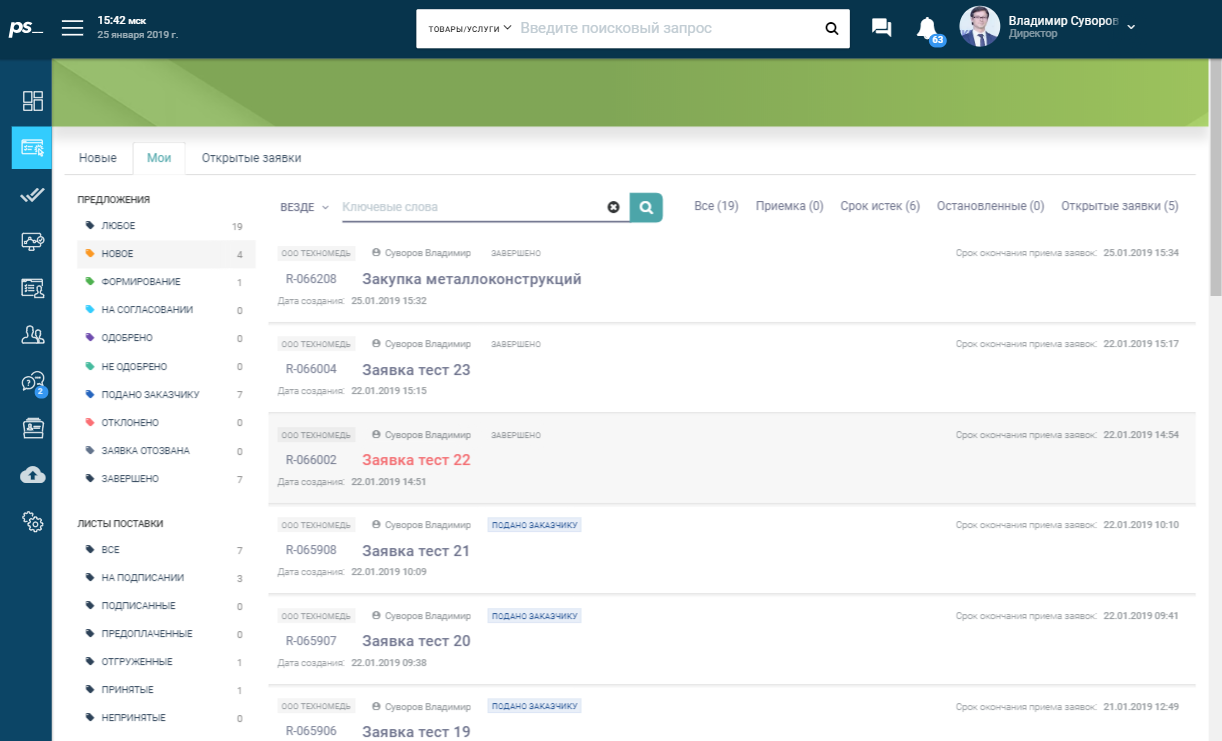 ps_
15:42 мск
25 января 2019 г.
ТОВАРЫ/УСЛУГИ
Введите поисковый запрос
63
Владимир Суворов
Директор
Новые
Мои
Открытые заявки
ПРЕДЛОЖЕНИЯ
ЛЮБОЕ 19
НОВОЕ 4
ФОРМИРОВАНИЕ 1
НА СОГЛАСОВАНИИ 0
ОДОБРЕНО 0
НЕ ОДОБРЕНО 0
ПОДАНО ЗАКАЗЧИКУ 7
ОТКЛОНЕНО 0
ЗАЯВКА ОТОЗВАНА 0
ЗАВЕРШЕНО 7
2
ЛИСТЫ ПОСТАВКИ
ВСЕ 7
НА ПОДПИСАНИИ 3
ПОДПИСАННЫЕ 0
ПРЕДОПЛАЧЕННЫЕ 0
ОТГРУЖЕННЫЕ 1
ПРИНЯТЫЕ 1
НЕПРИНЯТЫЕ 0
ВЕЗДЕ
Ключевые слова
Все (19) Приемка (0) Срок истек (6) Остановленные (0) Открытые заявки (5)
ООО ТЕХНОМЕДЬ Суворов Владимир ЗАВЕРШЕНО Срок окончания приема заявок: 25.01.2019 15:34
R-066208 Закупка металлоконструкций
Дата создания: 25.01.2019 15:32
ООО ТЕХНОМЕДЬ Суворов Владимир ЗАВЕРШЕНО Срок окончания приема заявок: 22.01.2019 15:17
R-066004 Заявка тест 23
Дата создания: 22.01.2019 15:15
ООО ТЕХНОМЕДЬ Суворов Владимир ЗАВЕРШЕНО Срок окончания приема заявок: 22.01.2019 14:54
R-066002 Заявка тест 22
Дата создания: 22.01.2019 14:51
ООО ТЕХНОМЕДЬ Суворов Владимир ПОДАНО ЗАКАЗЧИКУ Срок окончания приема заявок: 22.01.2019 10:10
R-065908 Заявка тест 21
Дата создания: 22.01.2019 10:09
ООО ТЕХНОМЕДЬ Суворов Владимир ПОДАНО ЗАКАЗЧИКУ Срок окончания приема заявок: 22.01.2019 09:41
R-065907 Заявка тест 20
Дата создания: 22.01.2019 09:38
ООО ТЕХНОМЕДЬ Суворов Владимир ПОДАНО ЗАКАЗЧИКУ Срок окончания приема заявок: 21.01.2019 12:49
R-065906 Заявка тест 19